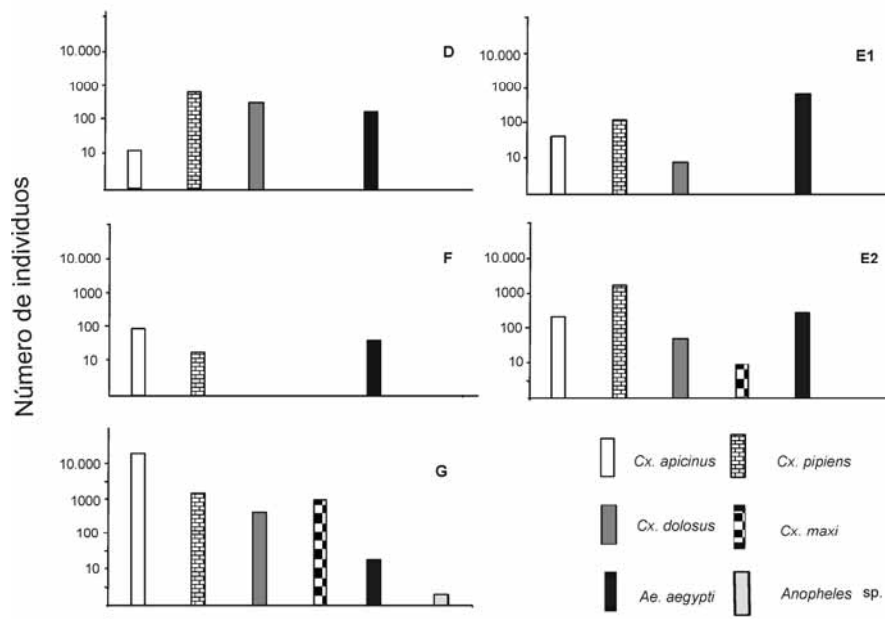 Número de individuos
D
10.000
1000
100
10
E1
10.000
1000
100
10
F
10.000
1000
100
10
E2
10.000
1000
100
10
G
10.000
1000
100
10
Cx. apicinus
Cx. pipiens
Cx. dolosus
Cx. maxi
Ae. aegypti
Anopheles sp.